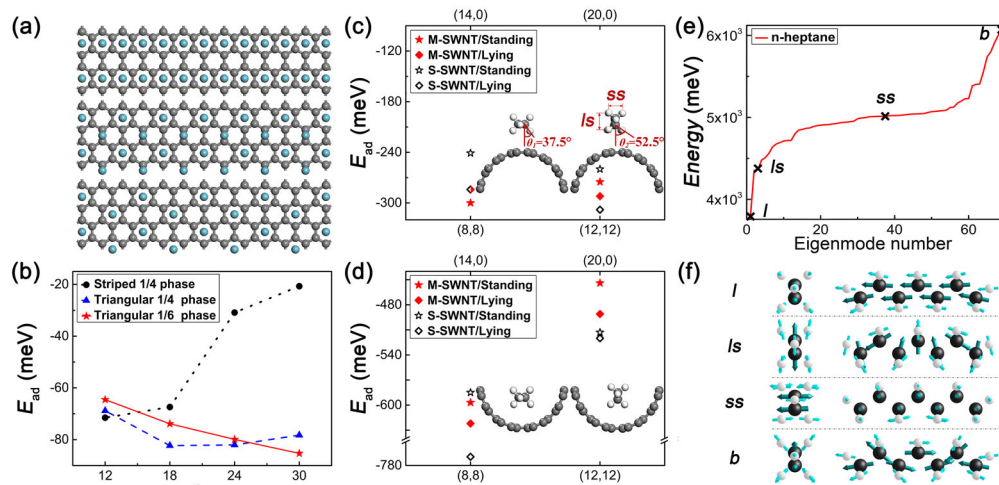 (a)
(b)
E_ad (meV)
-20
-40
-60
-80
Striped 1/4 phase
Triangular 1/4 phase
Triangular 1/6 phase
12
18
24
30
(c)
(14,0)
(20,0)
E_ad (meV)
-120
-180
-240
-300
M-SWNT/Standing
M-SWNT/Lying
S-SWNT/Standing
S-SWNT/Lying
ss
ls
θ_J=37.5°
θ_J=52.5°
(8,8)
(12,12)
(d)
(14,0)
(20,0)
E_ad (meV)
-480
-540
-600
-780
M-SWNT/Standing
M-SWNT/Lying
S-SWNT/Standing
S-SWNT/Lying
(8,8)
(12,12)
(e)
Energy (meV)
6×10³
5×10³
4×10³
n-heptane
b
ss
ls
l
0
20
40
60
Eigenmode number
(f)
l
ls
ss
b